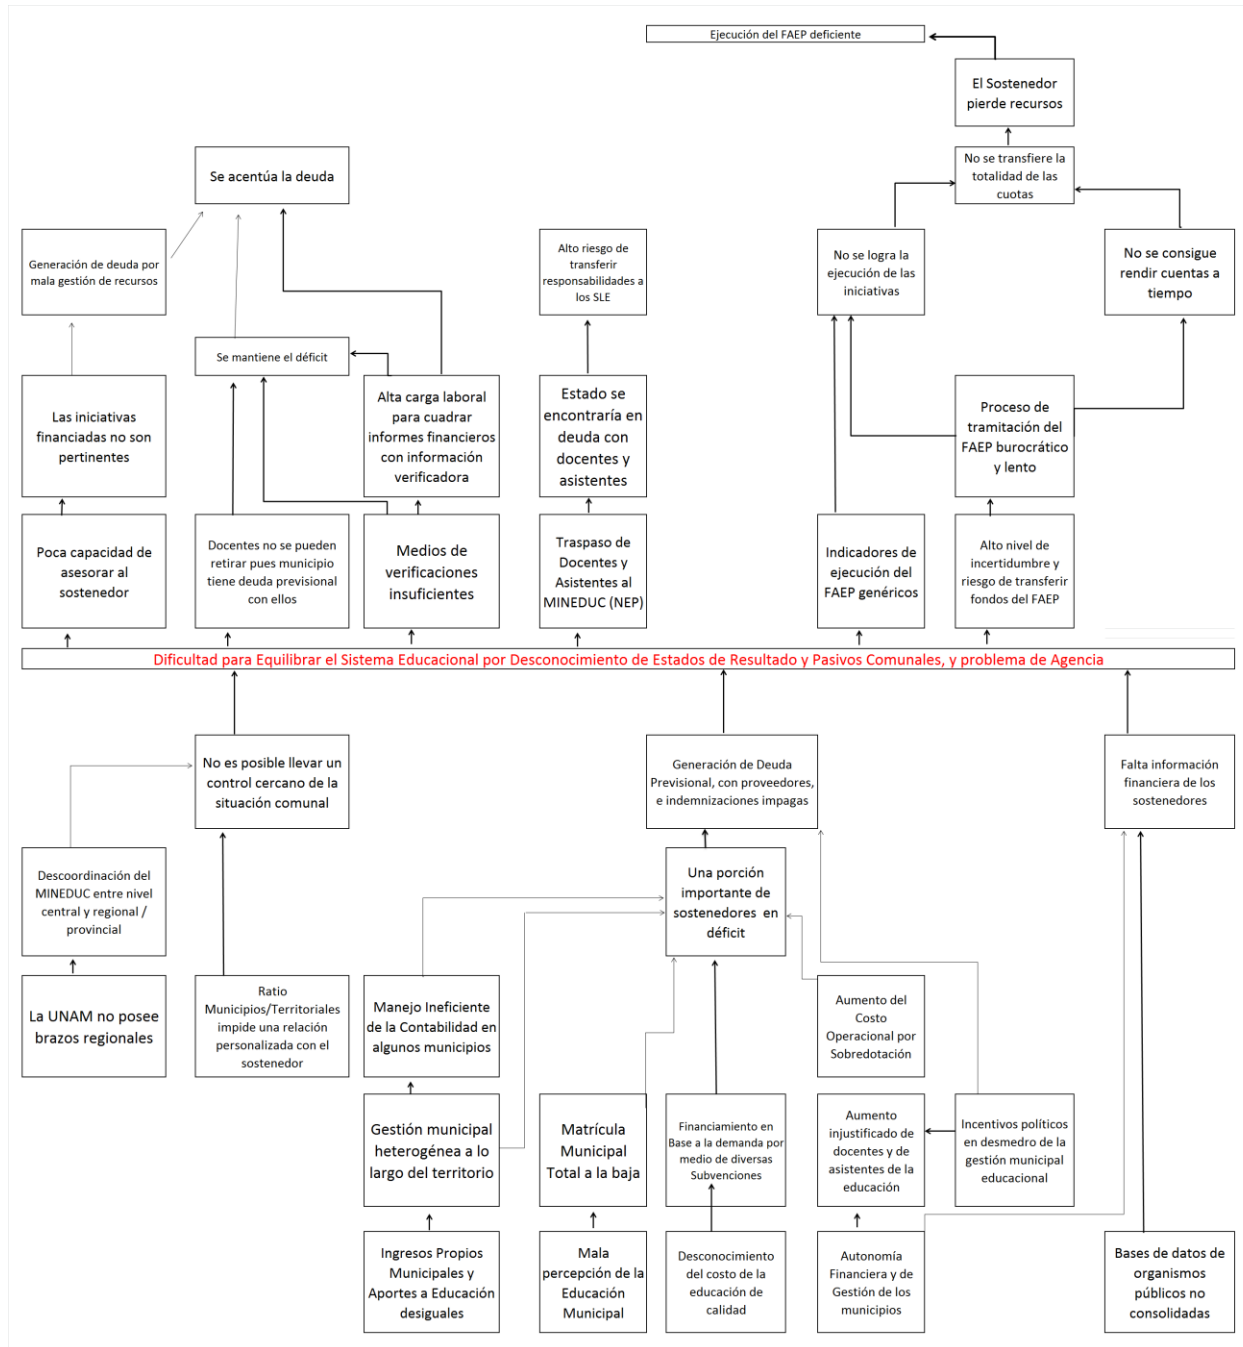 Ejecución del FAEP deficiente
El Sostenedor
pierde recursos
Se acentúa la deuda
No se transfiere la
totalidad de las
cuotas
Generación de deuda por
mala gestión de recursos
Alto riesgo de
transferir
responsabilidades a
los SLE
No se logra la
ejecución de las
iniciativas
No se consigue
rendir cuentas a
tiempo
Se mantiene el déficit
Las iniciativas
financiadas no son
pertinentes
Alta carga laboral
para cuadrar
informes financieros
con información
verificadora
Estado se
encontraría en
deuda con
docentes y
asistentes
Proceso de
tramitación del
FAEP burocrático
y lento
Poca capacidad de
asesorar al
sostenedor
Docentes no se pueden
retirar pues municipio
tiene deuda previsional
con ellos
Medios de
verificaciones
insuficientes
Traspaso de
Docentes y
Asistentes al
MINEDUC (NEP)
Indicadores de
ejecución del
FAEP genéricos
Alto nivel de
incertidumbre y
riesgo de transferir
fondos del FAEP
Dificultad para Equilibrar el Sistema Educacional por Desconocimiento de Estados de Resultado y Pasivos Comunales, y problema de Agencia
No es posible llevar un
control cercano de la
situación comunal
Generación de Deuda
Previsional, con proveedores,
e indemnizaciones impagas
Falta información
financiera de los
sostenedores
Descoordinación del
MINEDUC entre nivel
central y regional /
provincial
Una porción
importante de
sostenedores en
déficit
La UNAM no posee
brazos regionales
Ratio
Municipios/Territoriales
impide una relación
personalizada con el
sostenedor
Manejo Ineficiente
de la Contabilidad en
algunos municipios
Aumento del
Costo
Operacional por
Sobredotación
Gestión municipal
heterogénea a lo
largo del territorio
Matrícula
Municipal
Total a la baja
Financiamiento en
Base a la demanda por
medio de diversas
Subvenciones
Aumento
injustificado de
docentes y de
asistentes de la
educación
Incentivos políticos
en desmedro de la
gestión municipal
educacional
Ingresos Propios
Municipales y
Aportes a Educación
desiguales
Mala
percepción de la
Educación
Municipal
Desconocimiento
del costo de la
educación de
calidad
Autonomía
Financiera y de
Gestión de los
municipios
Bases de datos de
organismos
públicos no
consolidadas